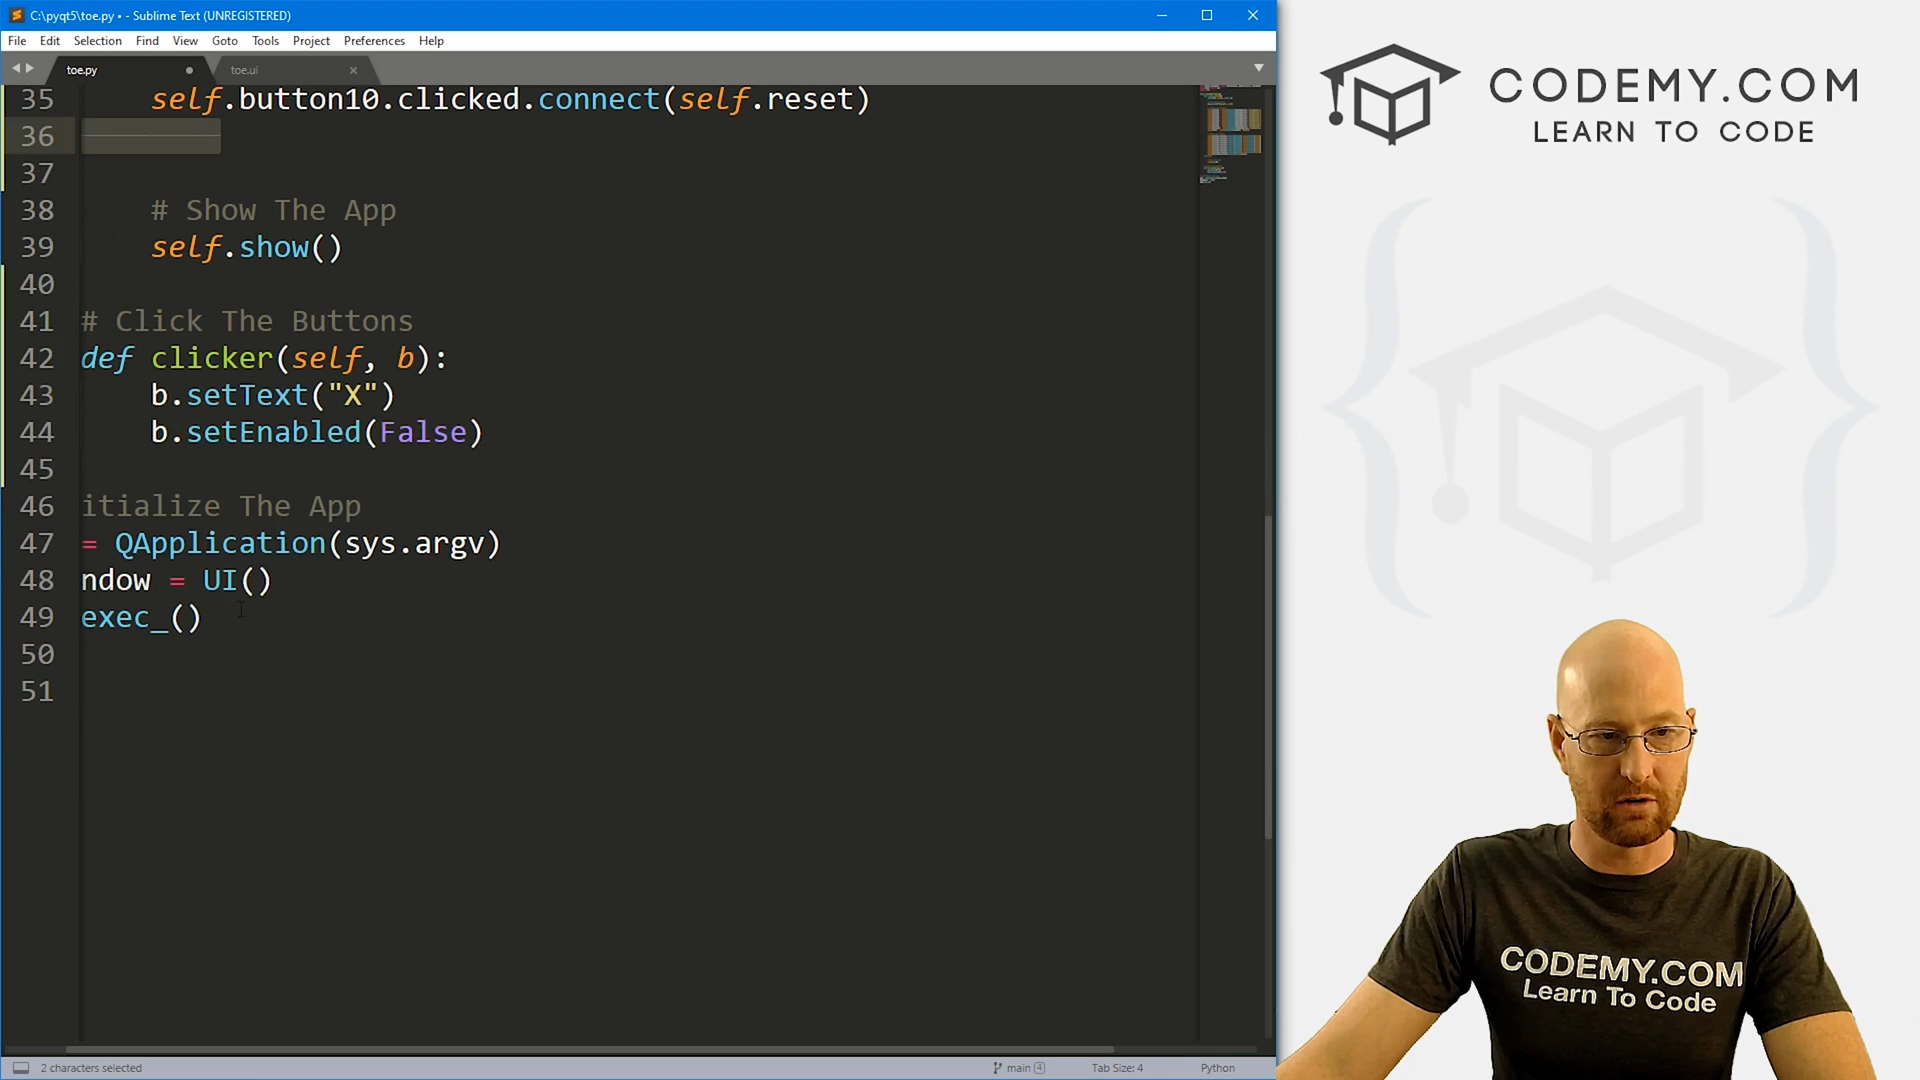 C:\pyqt5\toe.py • - Sublime Text (UNREGISTERED)
File Edit Selection Find View Goto Tools Project Preferences Help
toe.py
toe.ui
35 self.button10.clicked.connect(self.reset)
36
37
38 # Show The App
39 self.show()
40
41 # Click The Buttons
42 def clicker(self, b):
43 b.setText("X")
44 b.setEnabled(False)
45
46 itialize The App
47 = QApplication(sys.argv)
48 ndow = UI()
49 exec_()
50
51
2 characters selected
main 4
Tab Size: 4
Python
CODEMY.COM
LEARN TO CODE
CODEMY.COM
Learn To Code